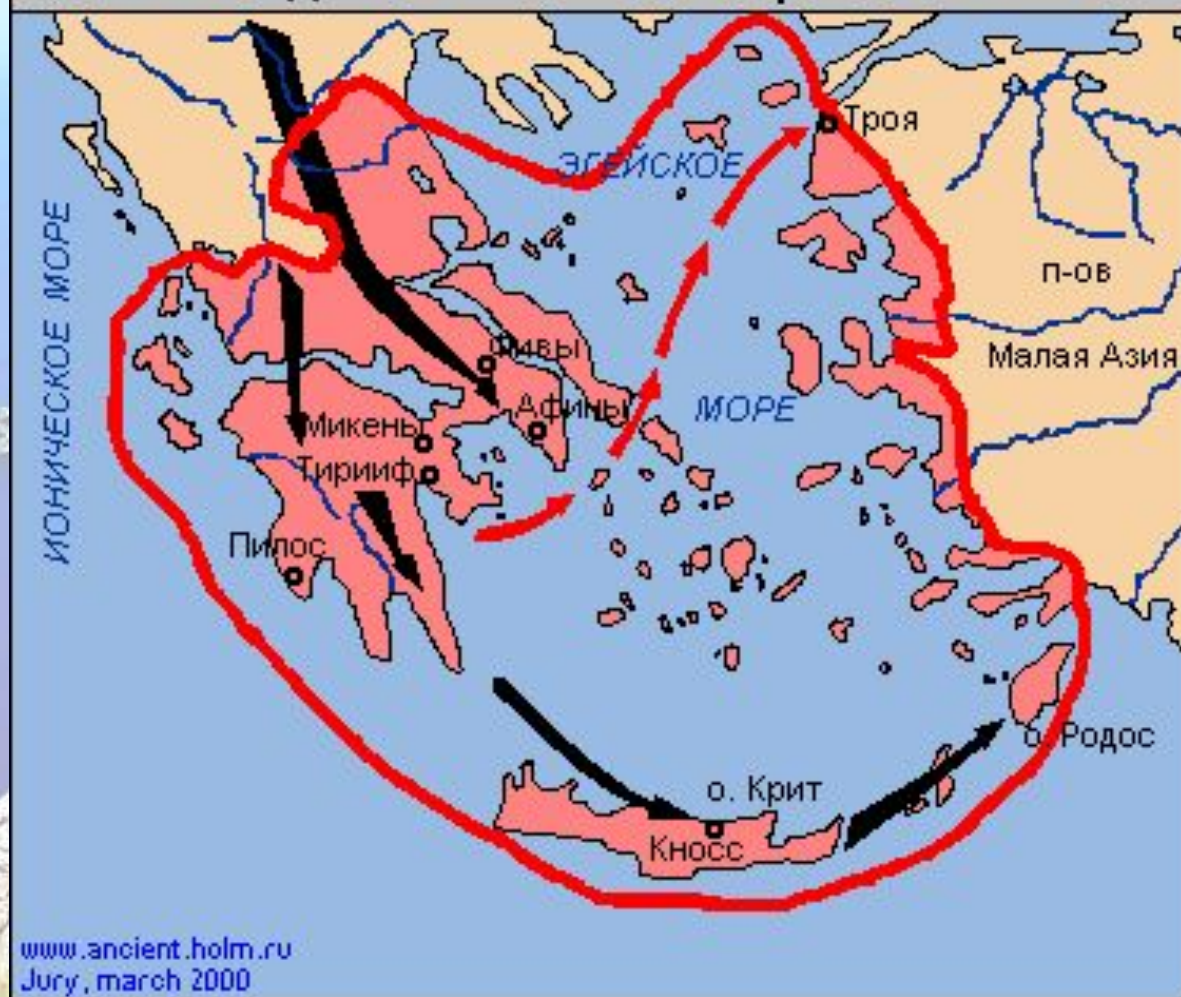 Троя
ЭГЕЙСКОЕ
ИОНИЧЕСКОЕ МОРЕ
п-ов
Малая Азия
Фивы
МОРЕ
Афины
Микены
Тирииф
Пилос
о. Родос
о. Крит
Кносс
www.ancient.holm.ru
Jury, march 2000